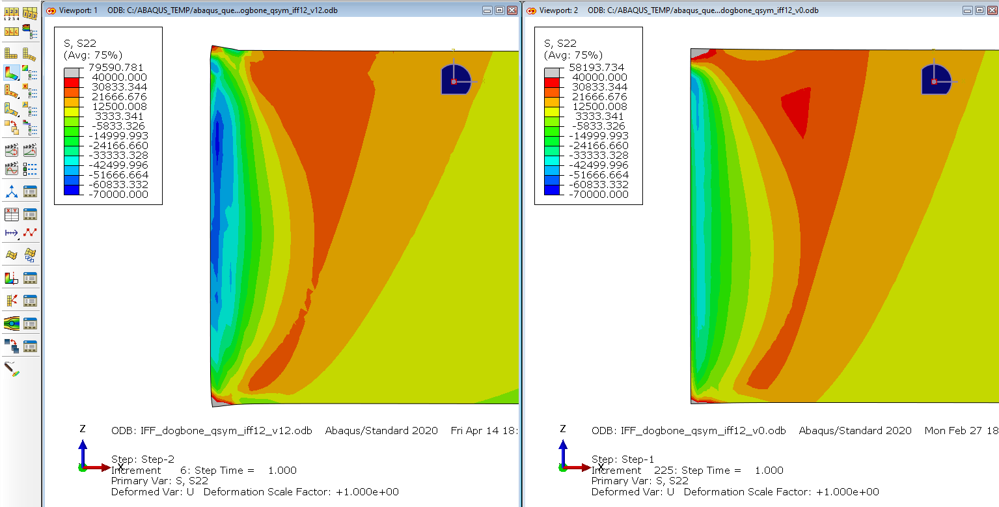 Viewport: 1 ODB: C:/ABAQUS_TEMP/abaqus_que...ogbone_qsym_iff12_v12.odb
S, S22
(Avg: 75%)
79590.781
40000.000
30833.344
21666.676
12500.008
3333.341
-5833.326
-14999.993
-24166.660
-33333.328
-42499.996
-51666.664
-60833.332
-70000.000
Z
X
ODB: IFF_dogbone_qsym_iff12_v12.odb Abaqus/Standard 2020 Fri Apr 14 18:
Step: Step-2
Increment 6: Step Time = 1.000
Primary Var: S, S22
Deformed Var: U Deformation Scale Factor: +1.000e+00
Viewport: 2 ODB: C:/ABAQUS_TEMP/abaqus_que...dogbone_qsym_iff12_v0.odb
S, S22
(Avg: 75%)
58193.734
40000.000
30833.344
21666.676
12500.008
3333.341
-5833.326
-14999.993
-24166.660
-33333.328
-42499.996
-51666.664
-60833.332
-70000.000
Z
X
ODB: IFF_dogbone_qsym_iff12_v0.odb Abaqus/Standard 2020 Mon Feb 27 18
Step: Step-1
Increment 225: Step Time = 1.000
Primary Var: S, S22
Deformed Var: U Deformation Scale Factor: +1.000e+00